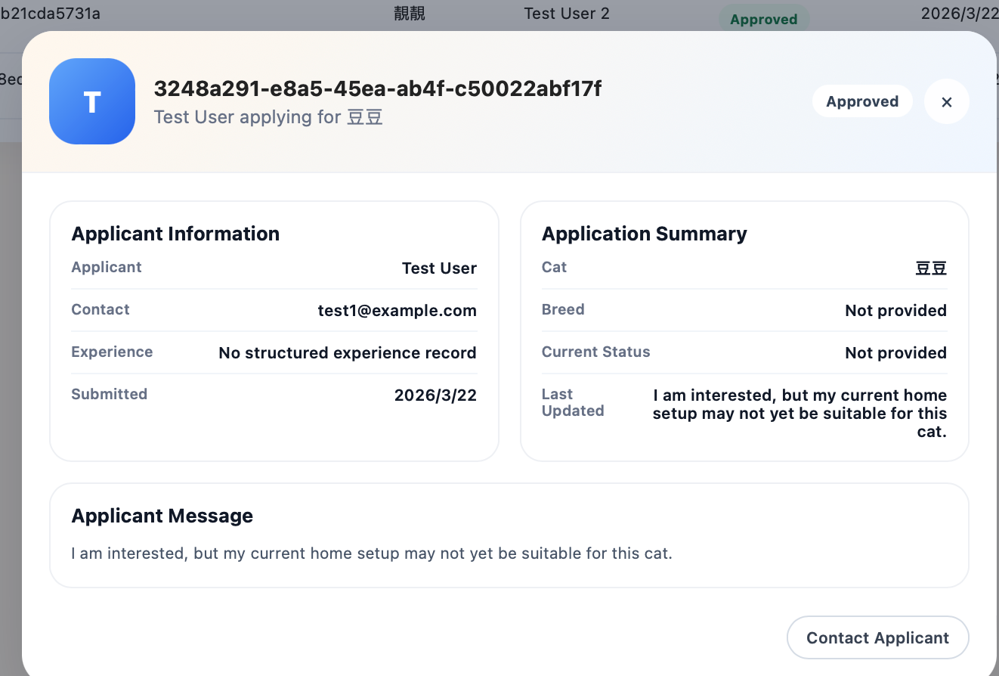 b21cda5731a 靚靚 Test User 2 Approved 2026/3/22
8ec
T
3248a291-e8a5-45ea-ab4f-c50022abf17f
Test User applying for 豆豆
Approved ×
Applicant Information
Applicant Test User
Contact test1@example.com
Experience No structured experience record
Submitted 2026/3/22
Application Summary
Cat 豆豆
Breed Not provided
Current Status Not provided
Last Updated I am interested, but my current home
setup may not yet be suitable for this
cat.
Applicant Message
I am interested, but my current home setup may not yet be suitable for this cat.
Contact Applicant